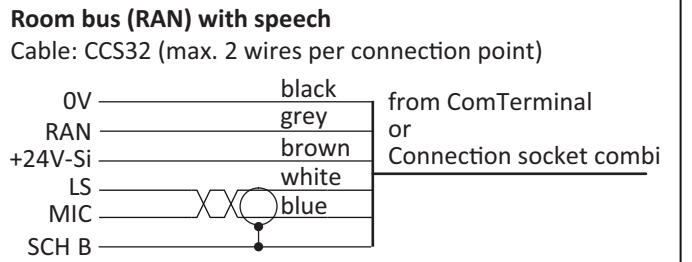 Room bus (RAN) with speech
Cable: CCS32 (max. 2 wires per connection point)
0V black
RAN grey
+24V-Si brown
LS white
MIC blue
SCH B
from ComTerminal
or
Connection socket combi